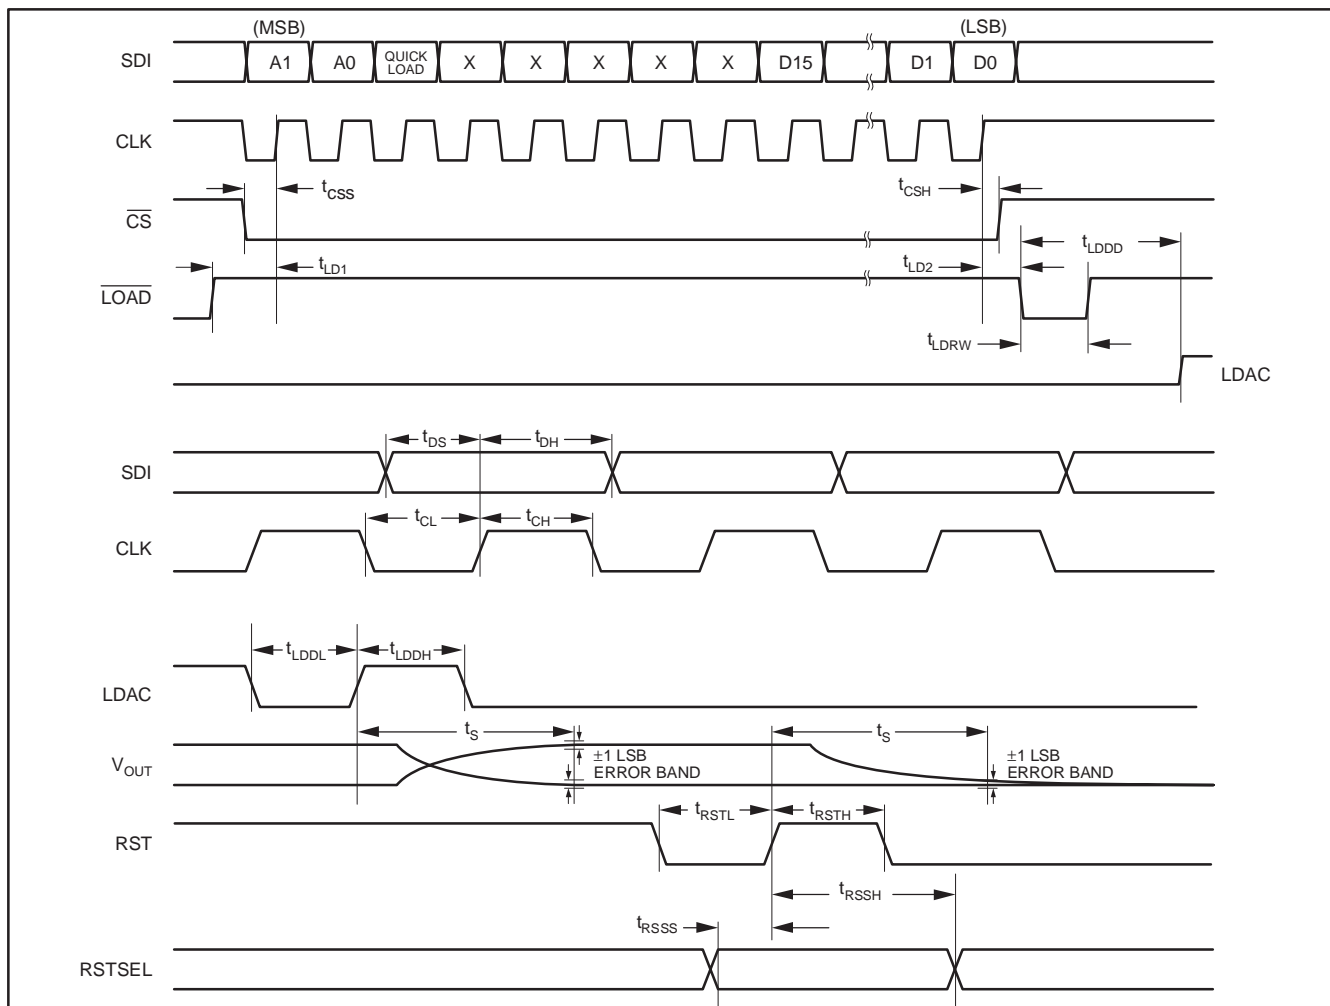 (MSB) (LSB)
SDI A1 A0 QUICK LOAD X X X X X D15 D1 D0
CLK
tCSS tCSH
CS
tLDDD
tLD1 tLD2
LOAD
tLDRW
LDAC
tDS tDH
SDI
tCL tCH
CLK
tLDDL tLDDH
LDAC
tS tS
VOUT ±1 LSB ERROR BAND ±1 LSB ERROR BAND
tRSTL tRSTH
RST
tRSSH
tRSSS
RSTSEL